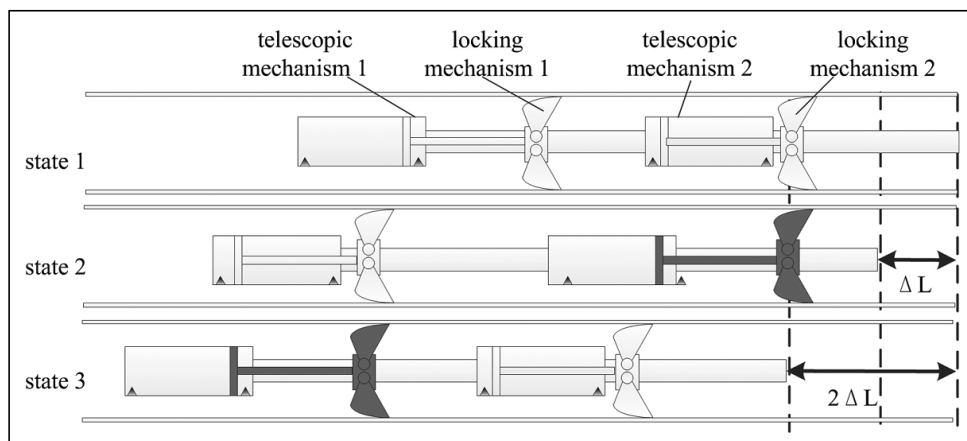 telescopic
mechanism 1
locking
mechanism 1
telescopic
mechanism 2
locking
mechanism 2
state 1
state 2
Δ L
state 3
2 Δ L